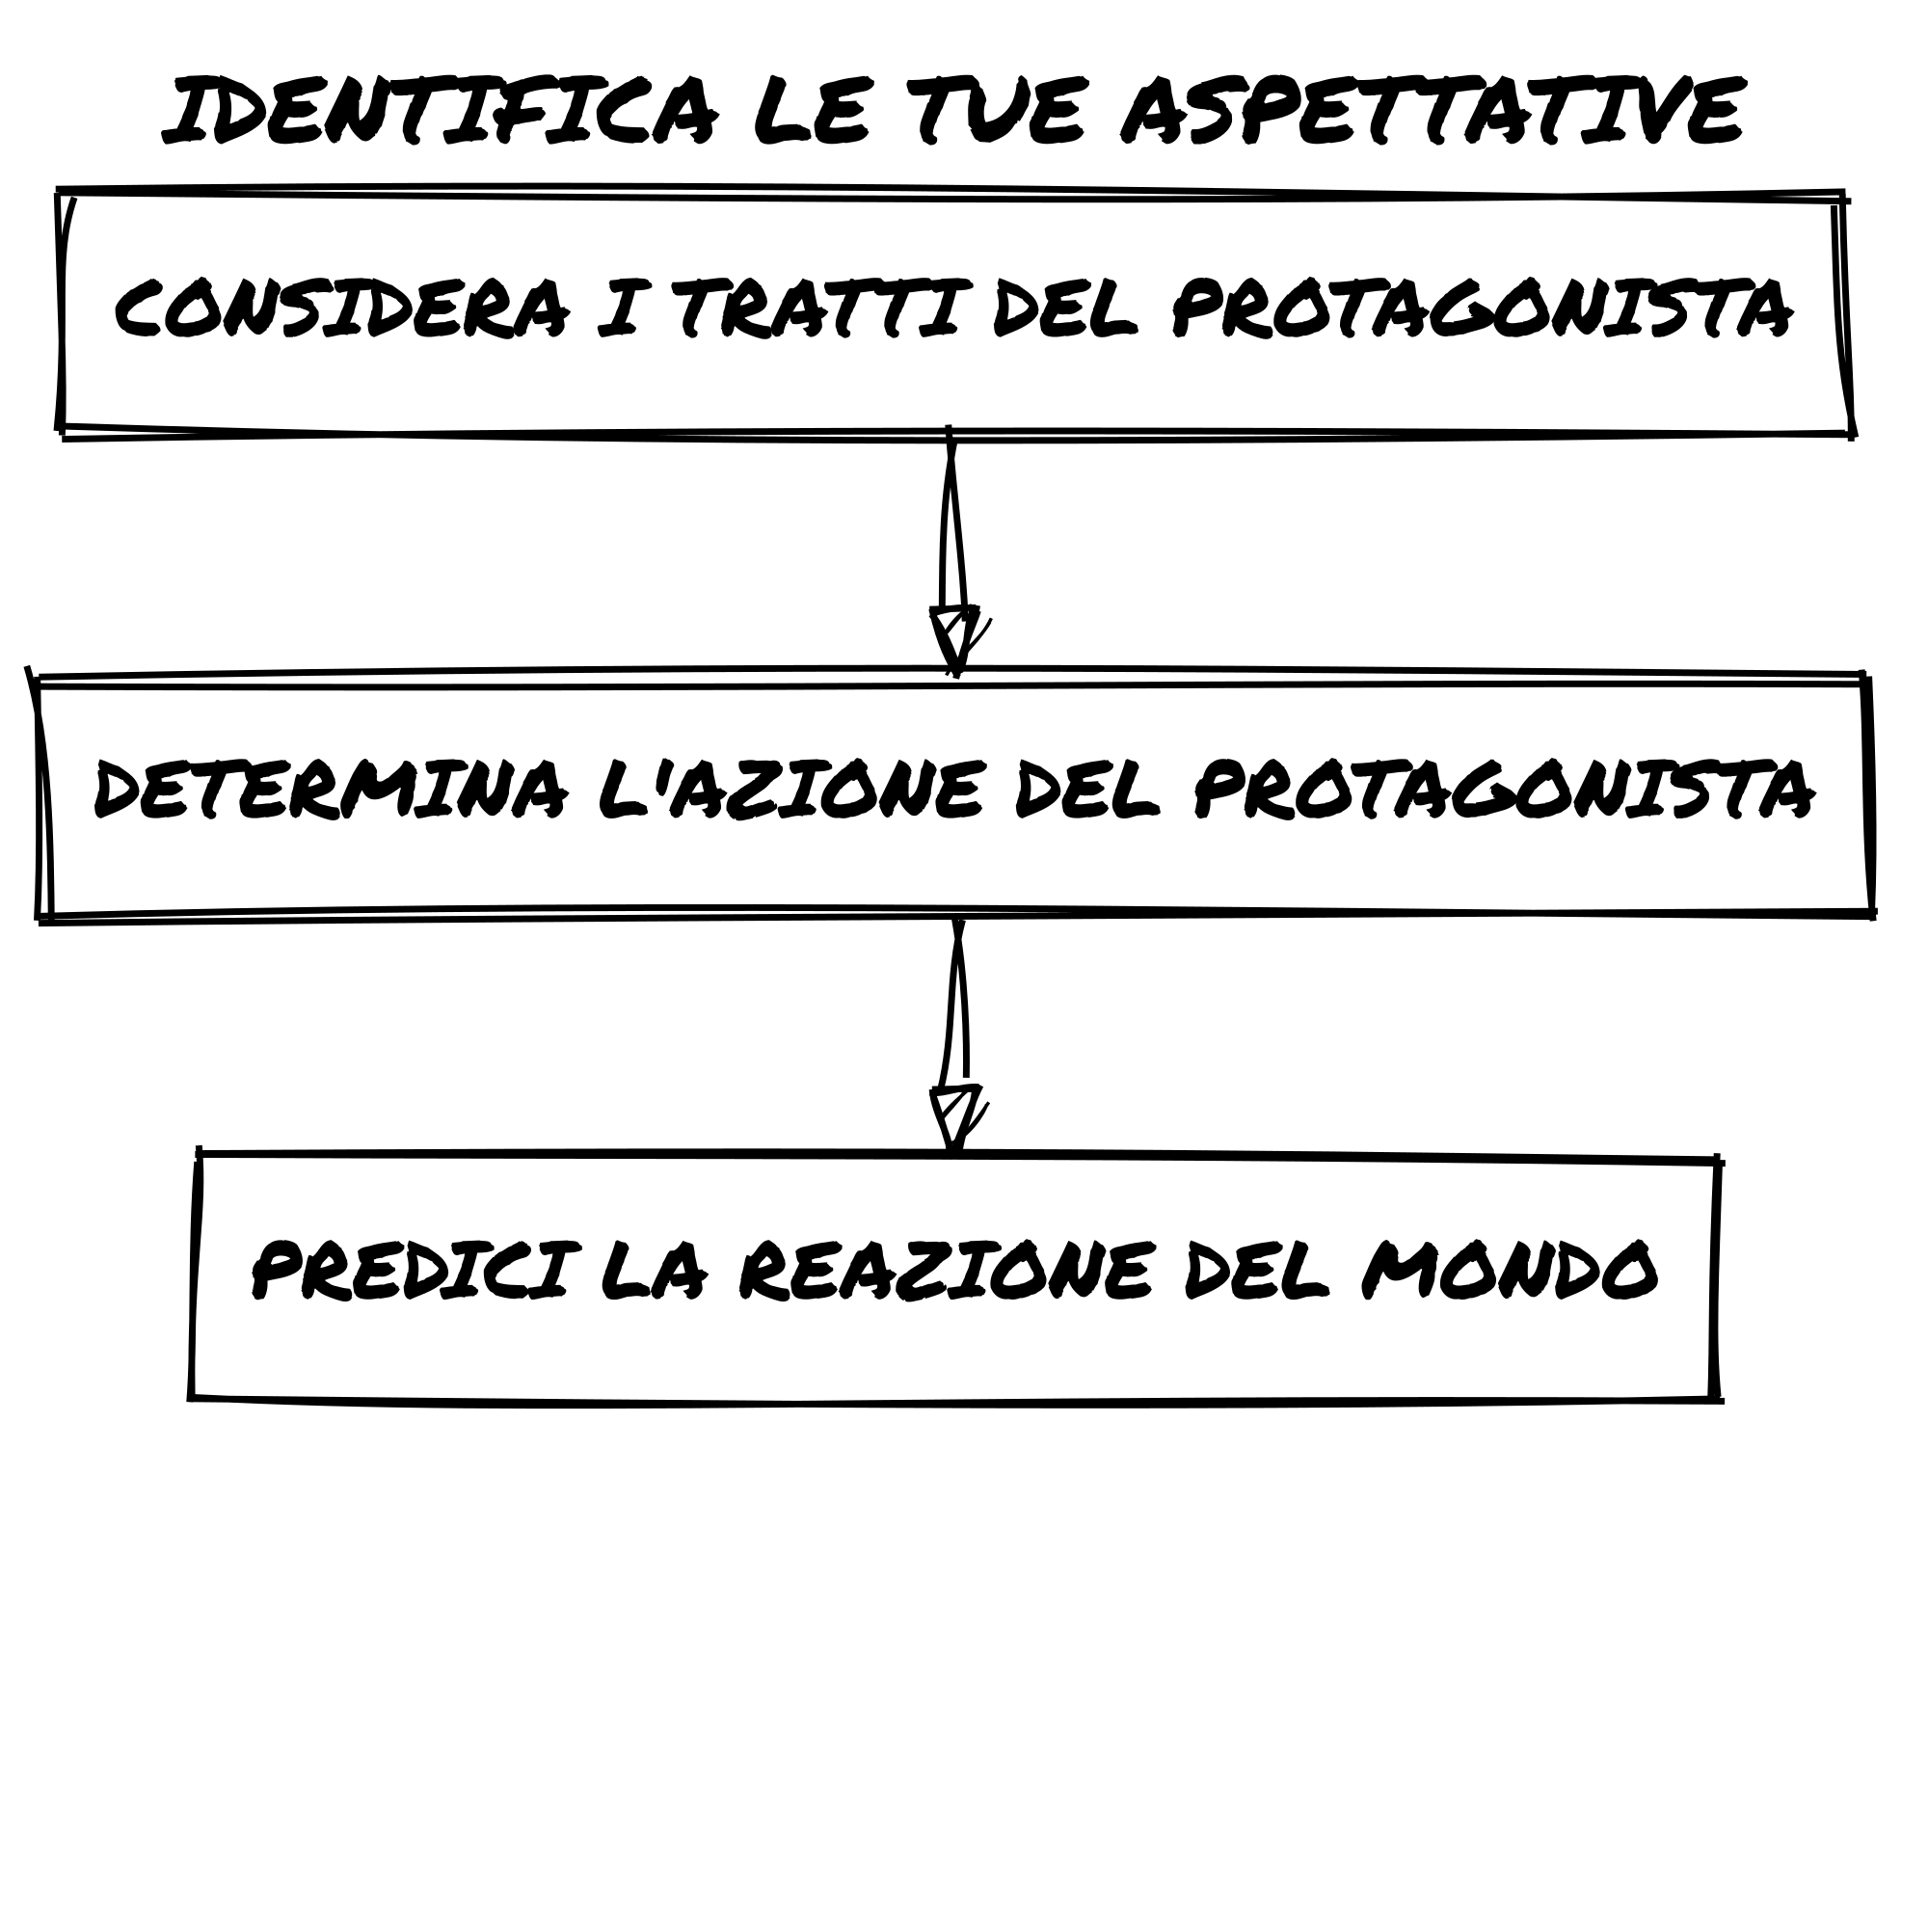 IDENTIFICA LE TUE ASPETTATIVE
CONSIDERA I TRATTI DEL PROTAGONISTA
DETERMINA L'AZIONE DEL PROTAGONISTA
PREDICI LA REAZIONE DEL MONDO